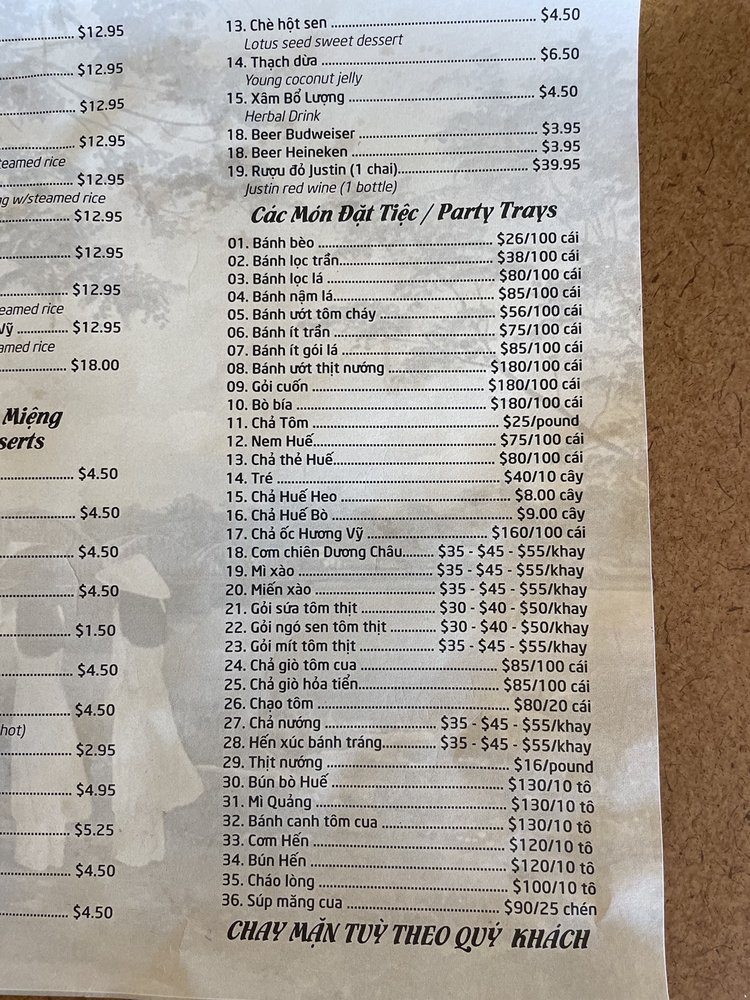 $12.95
$12.95
$12.95
$12.95
steamed rice
$12.95
w/steamed rice
$12.95
$12.95
$12.95
steamed rice
Vỹ $12.95
steamed rice
$18.00
Miệng
$4.50
$4.50
$4.50
$4.50
$1.50
$4.50
$4.50
hot)
$2.95
$4.95
$5.25
$4.50
$4.50
13. Chè hột sen $4.50
Lotus seed sweet dessert
14. Thạch dừa $6.50
Young coconut jelly
15. Xâm Bổ Lượng $4.50
Herbal Drink
18. Beer Budweiser $3.95
18. Beer Heineken $3.95
19. Rượu đỏ Justin (1 chai) $39.95
Justin red wine (1 bottle)
Các Món Đặt Tiệc / Party Trays
01. Bánh bèo $26/100 cái
02. Bánh lọc trần $38/100 cái
03. Bánh lọc lá $80/100 cái
04. Bánh nậm lá $85/100 cái
05. Bánh ướt tôm cháy $56/100 cái
06. Bánh ít trần $75/100 cái
07. Bánh ít gói lá $85/100 cái
08. Bánh ướt thịt nướng $180/100 cái
09. Gỏi cuốn $180/100 cái
10. Bò bía $180/100 cái
11. Chả Tôm $25/pound
12. Nem Huế $75/100 cái
13. Chả thẻ Huế $80/100 cái
14. Tré $40/10 cây
15. Chả Huế Heo $8.00 cây
16. Chả Huế Bò $9.00 cây
17. Chả ốc Hương Vỹ $160/100 cái
18. Cơm chiên Dương Châu $35 - $45 - $55/khay
19. Mì xào $35 - $45 - $55/khay
20. Miến xào $35 - $45 - $55/khay
21. Gỏi sứa tôm thịt $30 - $40 - $50/khay
22. Gỏi ngó sen tôm thịt $30 - $40 - $50/khay
23. Gỏi mít tôm thịt $35 - $45 - $55/khay
24. Chả giò tôm cua $85/100 cái
25. Chả giò hỏa tiển $85/100 cái
26. Chạo tôm $80/20 cái
27. Chả nướng $35 - $45 - $55/khay
28. Hến xúc bánh tráng $35 - $45 - $55/khay
29. Thịt nướng $16/pound
30. Bún bò Huế $130/10 tô
31. Mì Quảng $130/10 tô
32. Bánh canh tôm cua $130/10 tô
33. Cơm Hến $120/10 tô
34. Bún Hến $120/10 tô
35. Cháo lòng $100/10 tô
36. Súp măng cua $90/25 chén
CHAY MẶN TUỲ THEO QUÝ KHÁCH